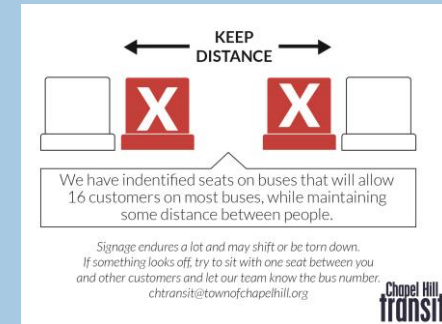 KEEP
DISTANCE
X X
We have indentified seats on buses that will allow
16 customers on most buses, while maintaining
some distance between people.
Signage endures a lot and may shift or be torn down.
If something looks off, try to sit with one seat between you
and other customers and let our team know the bus number.
chtransit@townofchapelhill.org
Chapel Hill
transit